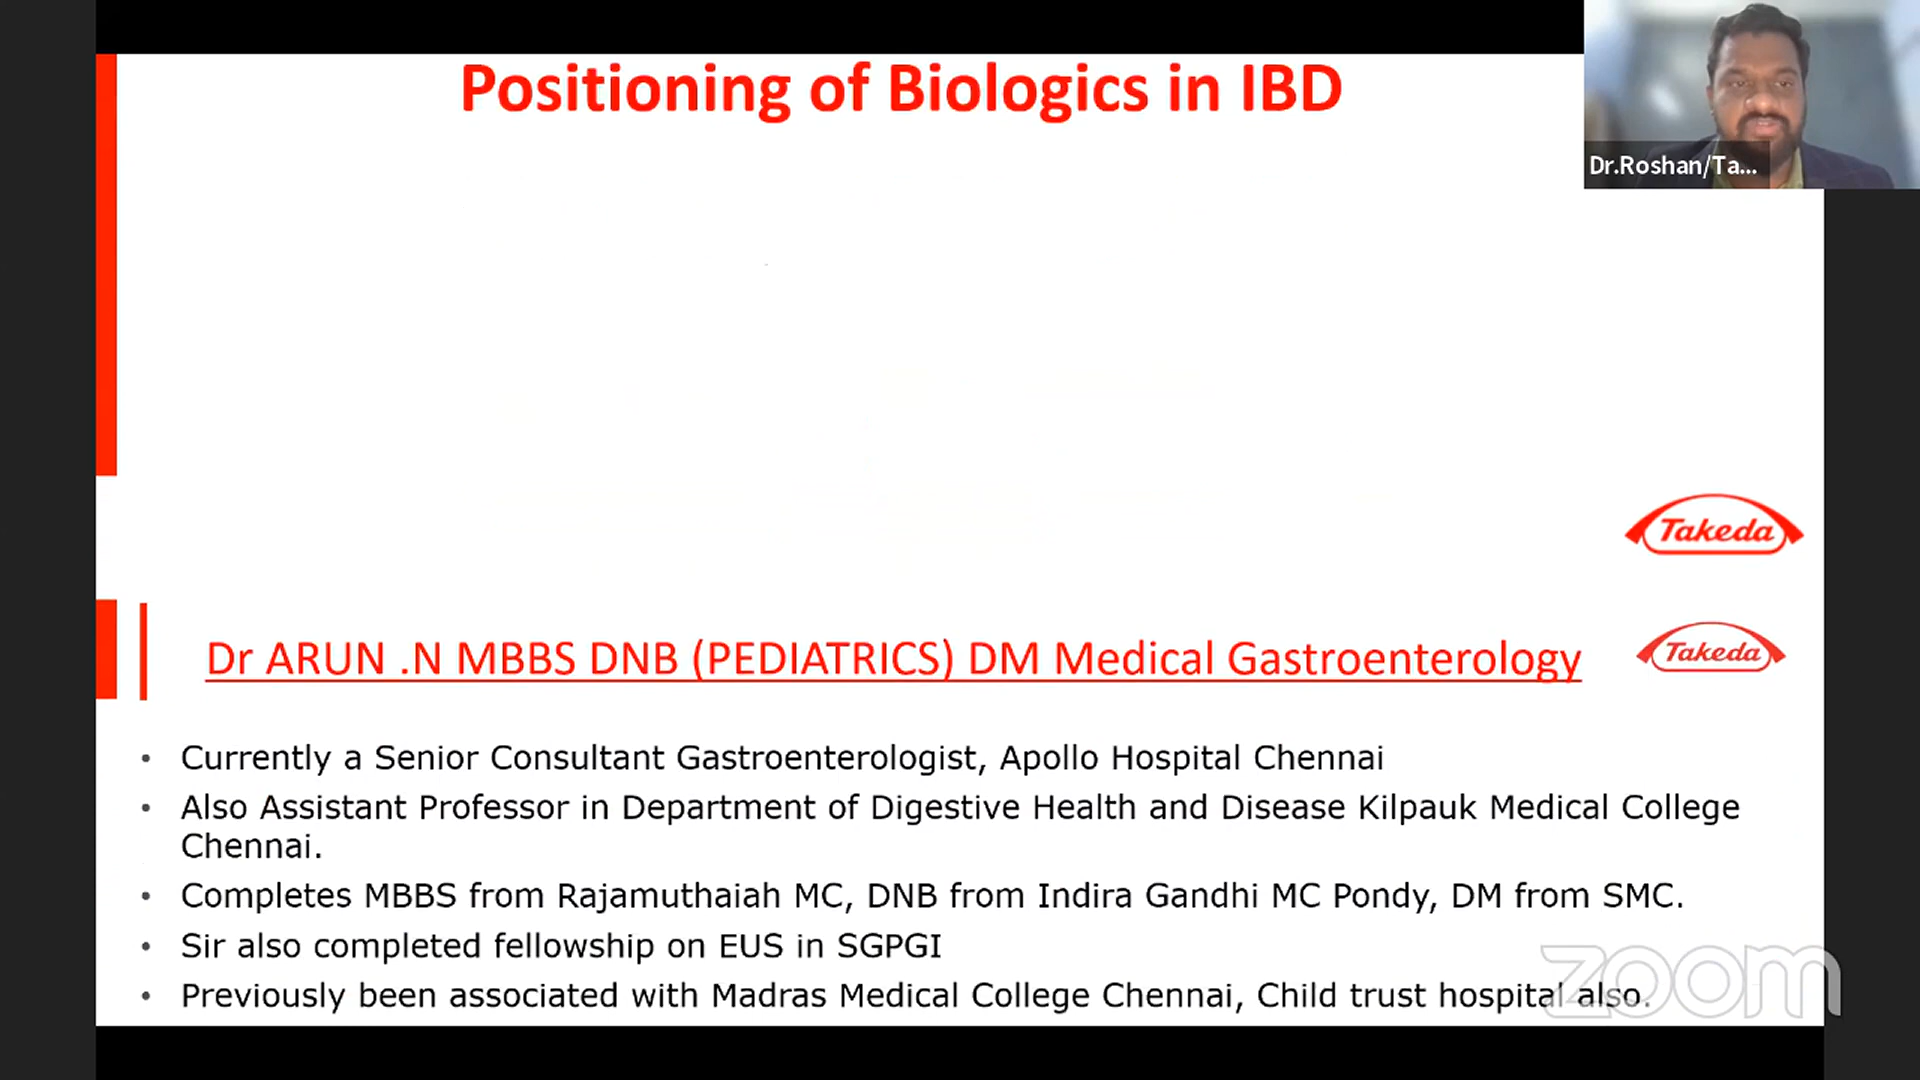 Positioning of Biologics in IBD
Dr.Roshan/Ta...
Takeda
Dr ARUN .N MBBS DNB (PEDIATRICS) DM Medical Gastroenterology
Takeda
• Currently a Senior Consultant Gastroenterologist, Apollo Hospital Chennai
• Also Assistant Professor in Department of Digestive Health and Disease Kilpauk Medical College
Chennai.
• Completes MBBS from Rajamuthaiah MC, DNB from Indira Gandhi MC Pondy, DM from SMC.
• Sir also completed fellowship on EUS in SGPGI
• Previously been associated with Madras Medical College Chennai, Child trust hospital also.
zoom